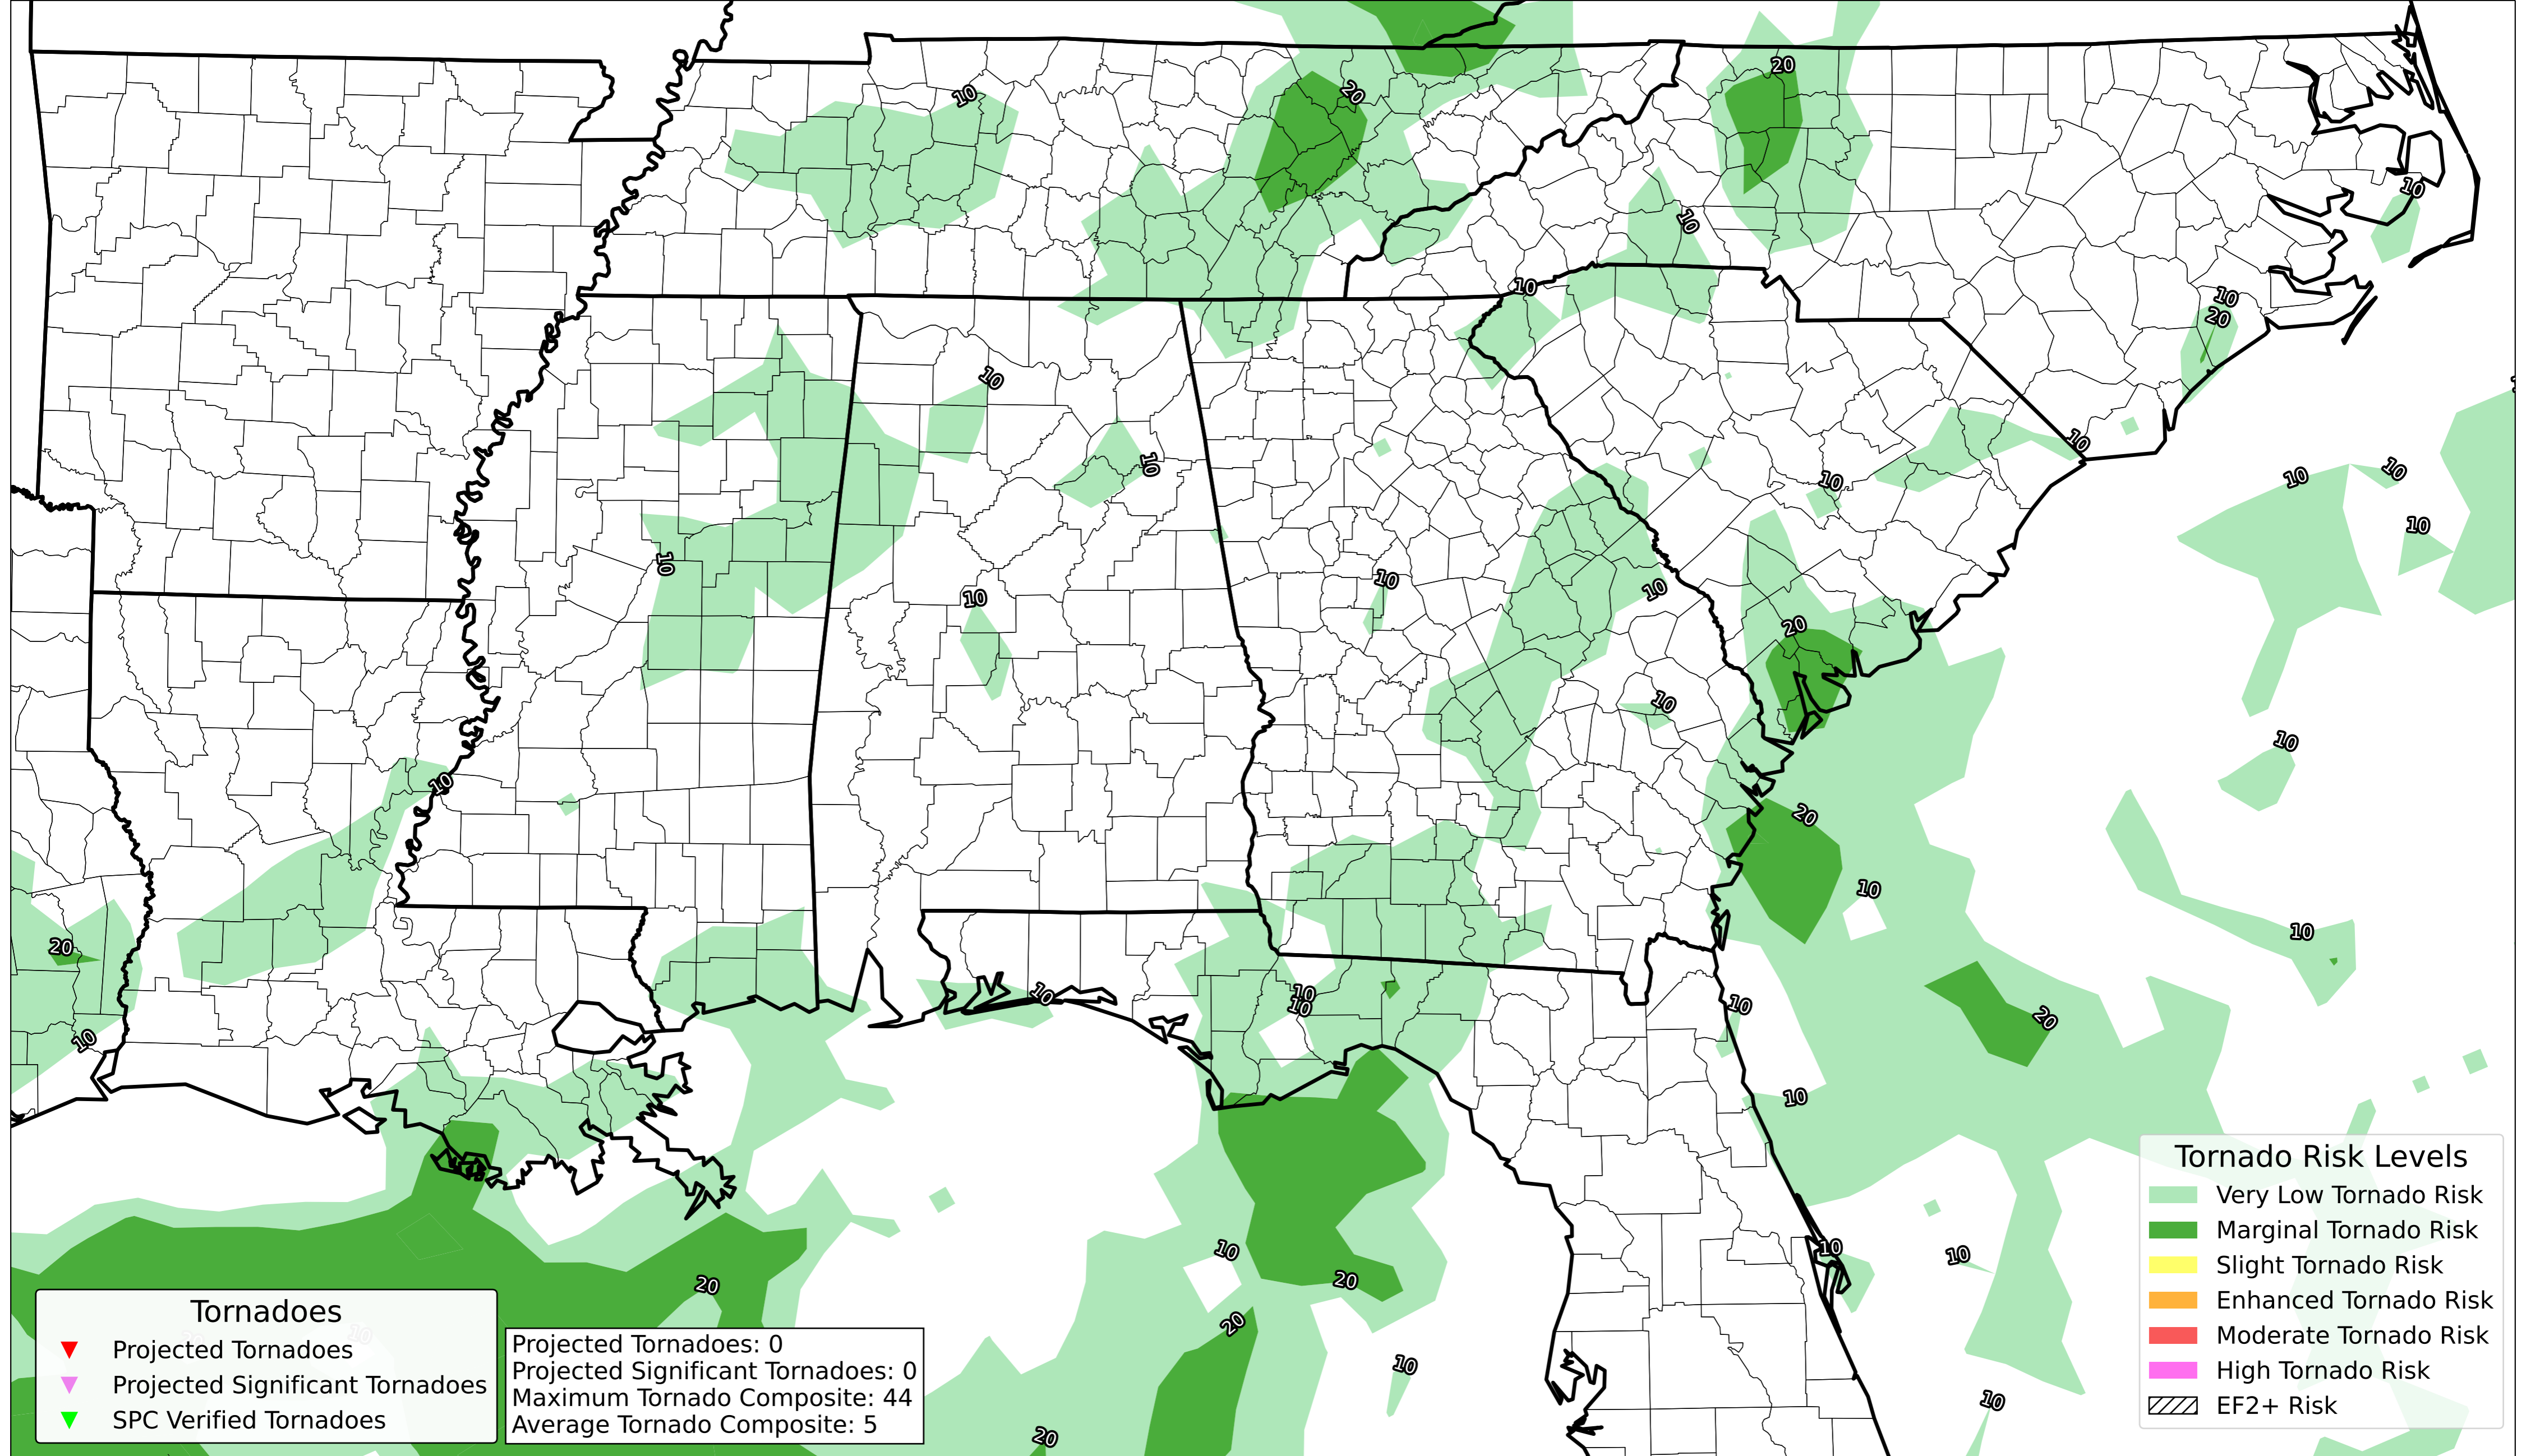 20
10
20
10
10
10
10
20
10
10
10
10
10
10
10
10
10
10
10
10
10
20
10
10
10
20
10
10
20
10
10
10
10
20
10
10
10
10
10
20
20
20
10
10
20
Tornado Risk Levels
Very Low Tornado Risk
Marginal Tornado Risk
Slight Tornado Risk
Enhanced Tornado Risk
Moderate Tornado Risk
High Tornado Risk
EF2+ Risk
Tornadoes
Projected Tornadoes
Projected Significant Tornadoes
SPC Verified Tornadoes
Projected Tornadoes: 0
Projected Significant Tornadoes: 0
Maximum Tornado Composite: 44
Average Tornado Composite: 5